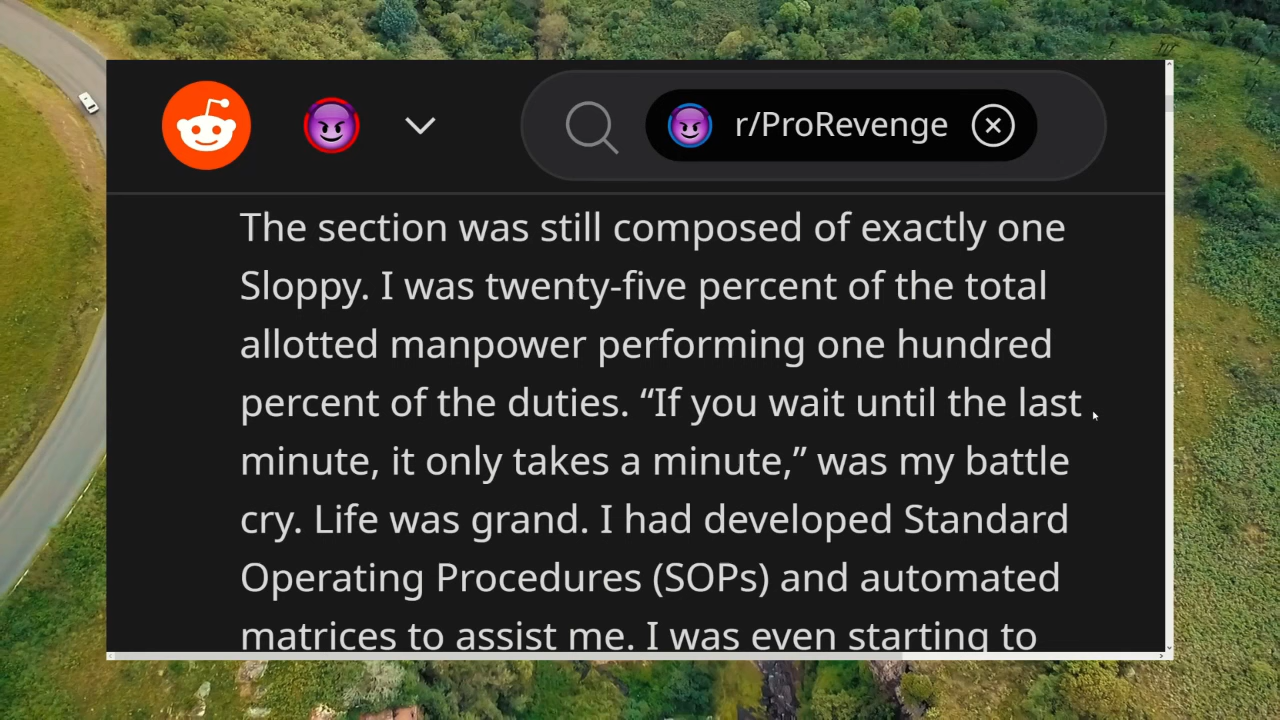 r/ProRevenge
The section was still composed of exactly one
Sloppy. I was twenty-five percent of the total
allotted manpower performing one hundred
percent of the duties. “If you wait until the last
minute, it only takes a minute,” was my battle
cry. Life was grand. I had developed Standard
Operating Procedures (SOPs) and automated
matrices to assist me. I was even starting to